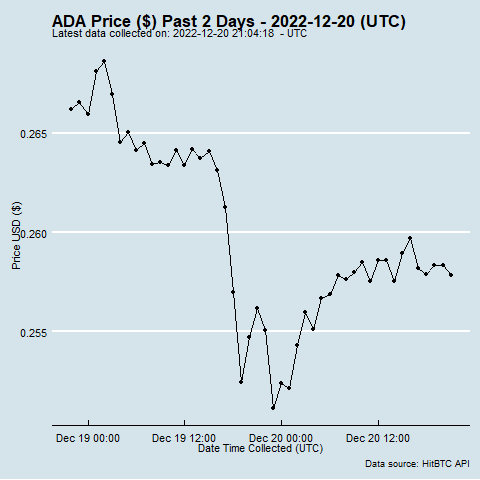 ADA Price ($) Past 2 Days - 2022-12-20 (UTC)
Latest data collected on: 2022-12-20 21:04:18 - UTC
0.265
0.260
0.255
Price USD ($)
Dec 19 00:00
Dec 19 12:00
Dec 20 00:00
Dec 20 12:00
Date Time Collected (UTC)
Data source: HitBTC API